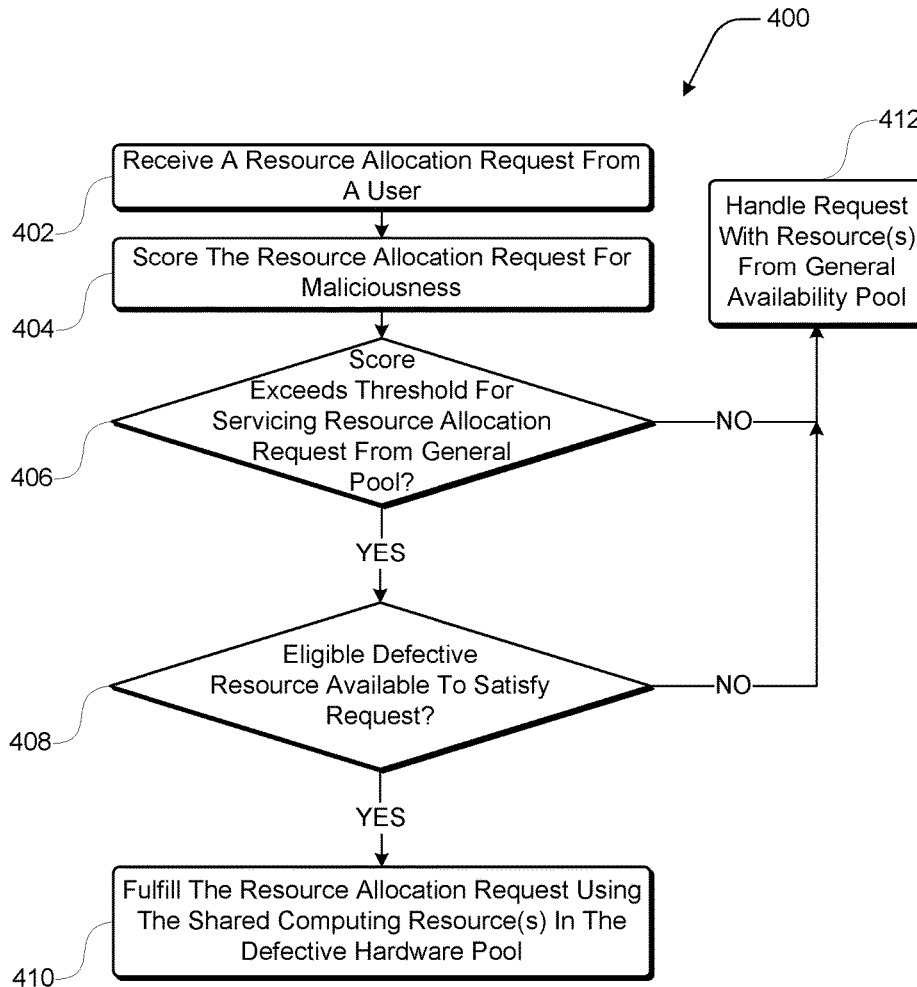 400
412
Receive A Resource Allocation Request From
A User
402
Handle Request
With Resource(s)
From General
Availability Pool
Score The Resource Allocation Request For
Maliciousness
404
Score
Exceeds Threshold For
Servicing Resource Allocation
Request From General
Pool?
NO
406
YES
Eligible Defective
Resource Available To Satisfy
Request?
NO
408
YES
Fulfill The Resource Allocation Request Using
The Shared Computing Resource(s) In The
Defective Hardware Pool
410